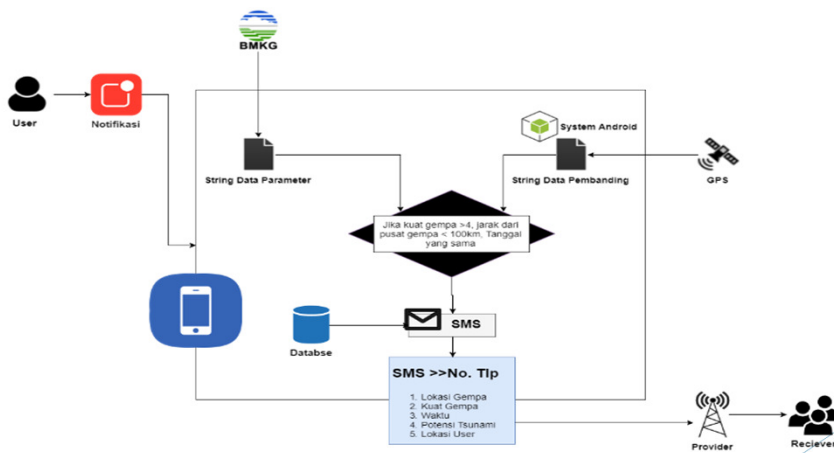 BMKG
User
Notifikasi
String Data Parameter
System Android
String Data Pembanding
GPS
Jika kuat gempa >4, jarak dari
pusat gempa < 100km, Tanggal
yang sama
SMS
Databse
SMS >>No. Tlp
1. Lokasi Gempa
2. Kuat Gempa
3. Waktu
4. Potensi Tsunami
5. Lokasi User
Provider
Reciever